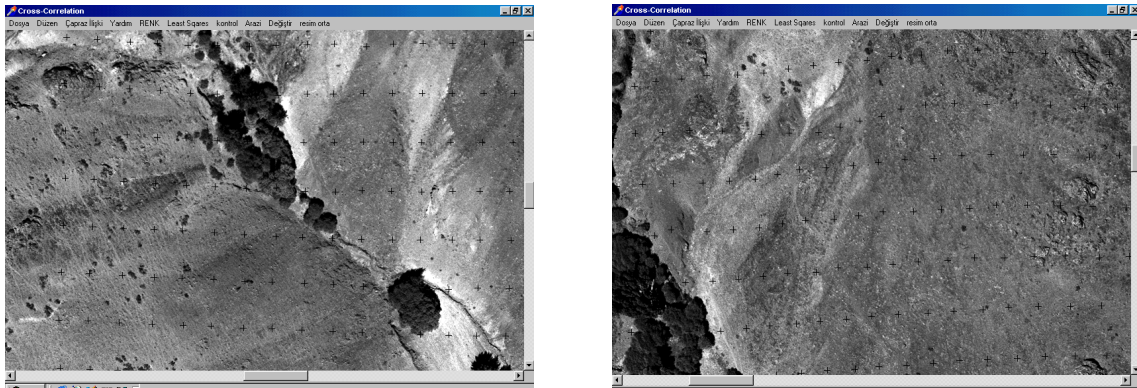 Cross-Correlation
Dosya Düzen Çapraz İlişki Yardım RENK Least Sqares kontrol Arazi Değiştir resim orta
Cross-Correlation
Dosya Düzen Çapraz İlişki Yardım RENK Least Sqares kontrol Arazi Değiştir resim orta